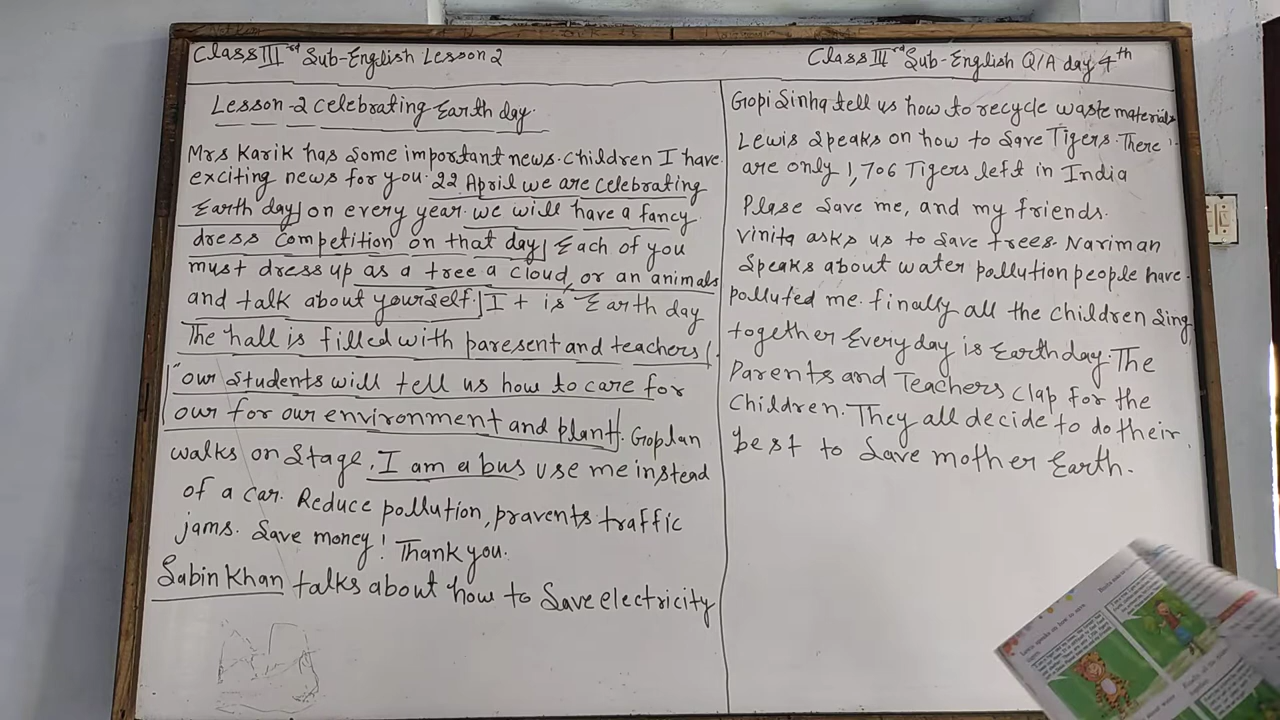 Class III rd Sub-English Lesson 2
Lesson-2 celebrating Earth day.
Mrs Karik has some important news. children I have
exciting news for you. 22 April we are celebrating
Earth day on every year. we will have a fancy
dress competition on that day Each of you
must dress up as a tree a cloud, or an animals
and talk about yourself. It is Earth day
The hall is filled with paresent and teachers!
"our students will tell us how to care for
our for our environment and plant. Goplan
walks on stage. I am a bus use me instead
of a car. Reduce pollution, pravents traffic
jams. Save money! Thank you.
Sabin Khan talks about how to save electricity
Class III rd Sub-English Q/A day 4th
Gopi Sinha tell us how to recycle waste materials
Lewis speaks on how to save Tigers. There
are only 1,706 Tigers left in India
Plase save me, and my friends.
Vinita asks us to save trees. Nariman
speaks about water pollution people have
polluted me. finally all the children sing
together Everyday is Earthday. The
Parents and Teachers clap for the
children. They all decide to do their
best to save mother Earth.